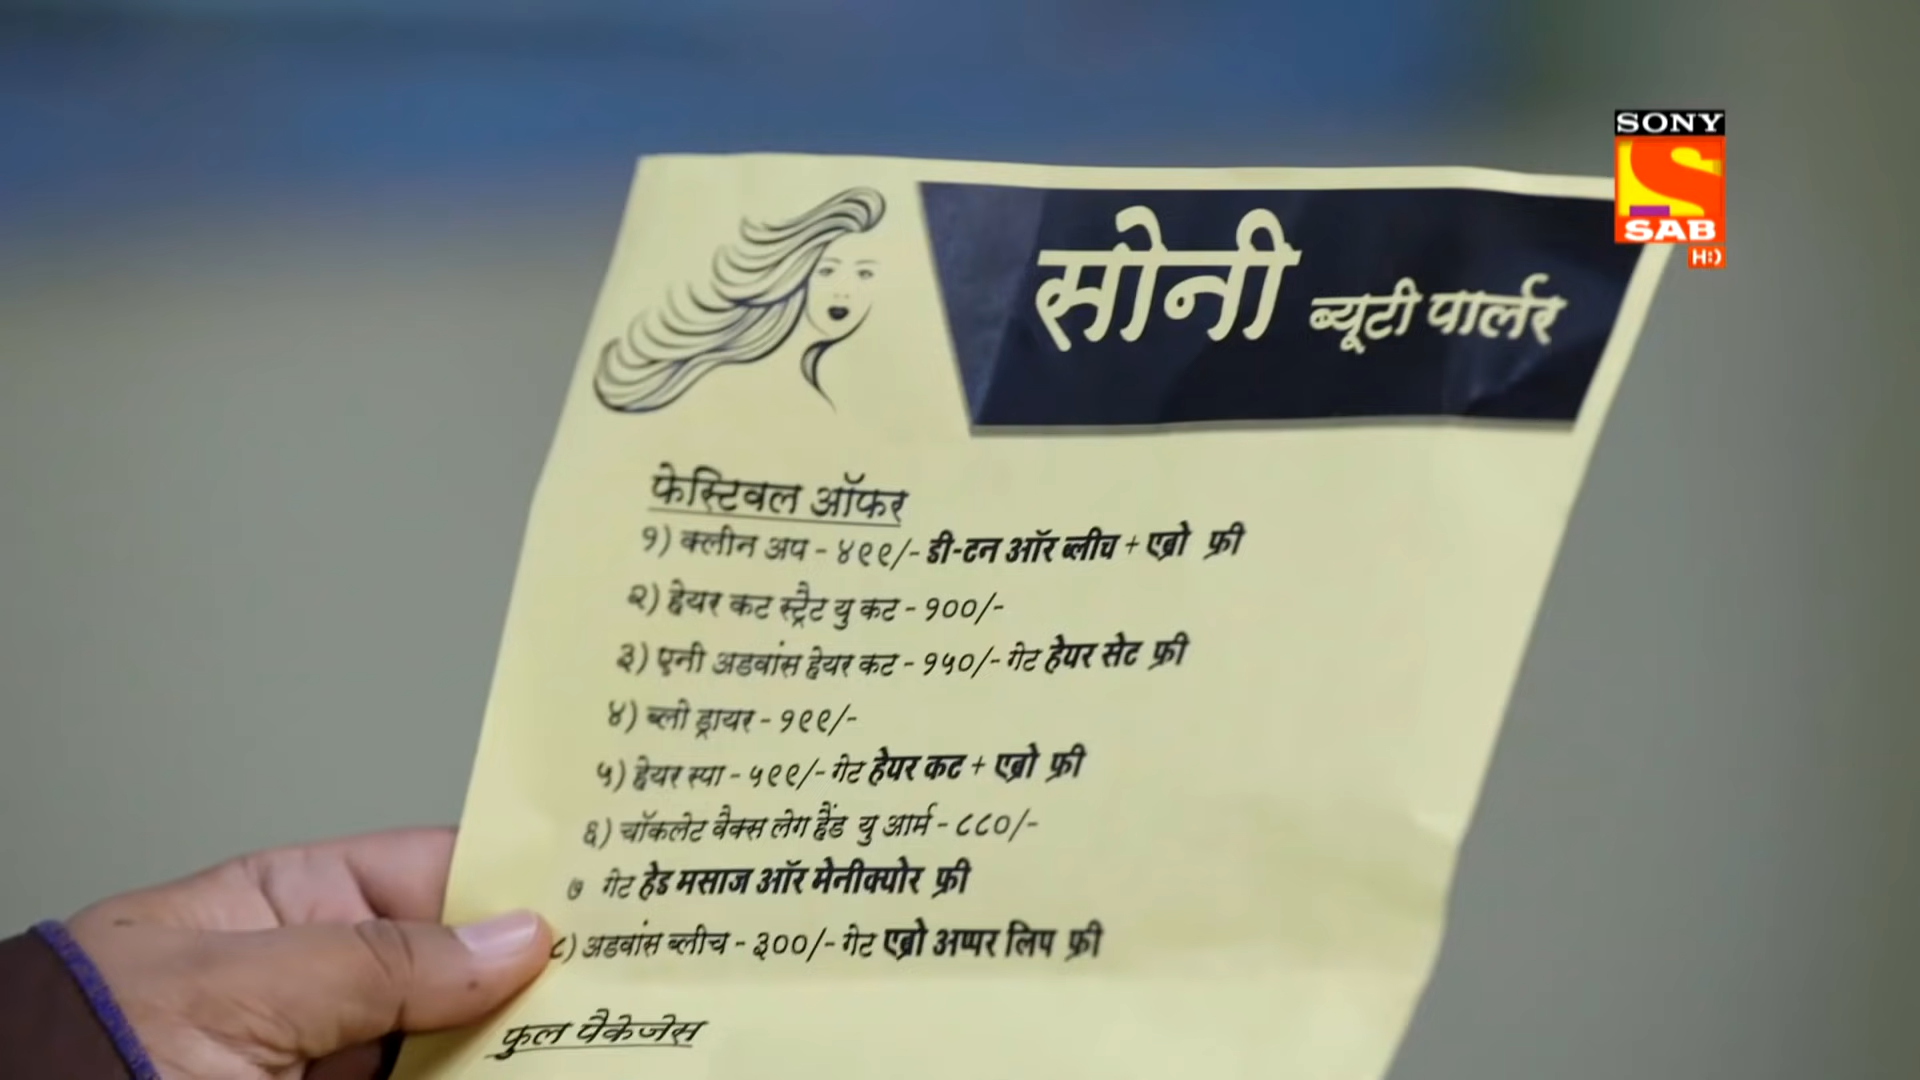 SONY
SAB
HD
सोनी ब्यूटी पार्लर
फेस्टिवल ऑफर
१) क्लीन अप - ४९९/- डी-टन ऑर ब्लीच + एब्रो फ्री
२) हेयर कट स्ट्रैट यु कट - १००/-
३) एनी अडवांस हेयर कट - १५०/- गेट हेयर सेट फ्री
४) ब्लो ड्रायर - १९९/-
५) हेयर स्पा - ५९९/- गेट हेयर कट + एब्रो फ्री
६) चॉकलेट वैक्स लेग हैंड यु आर्म - ८८०/-
७ गेट हेड मसाज ऑर मेनीक्योर फ्री
८) अडवांस ब्लीच - ३००/- गेट एब्रो अप्पर लिप फ्री
फुल पैकेजेस